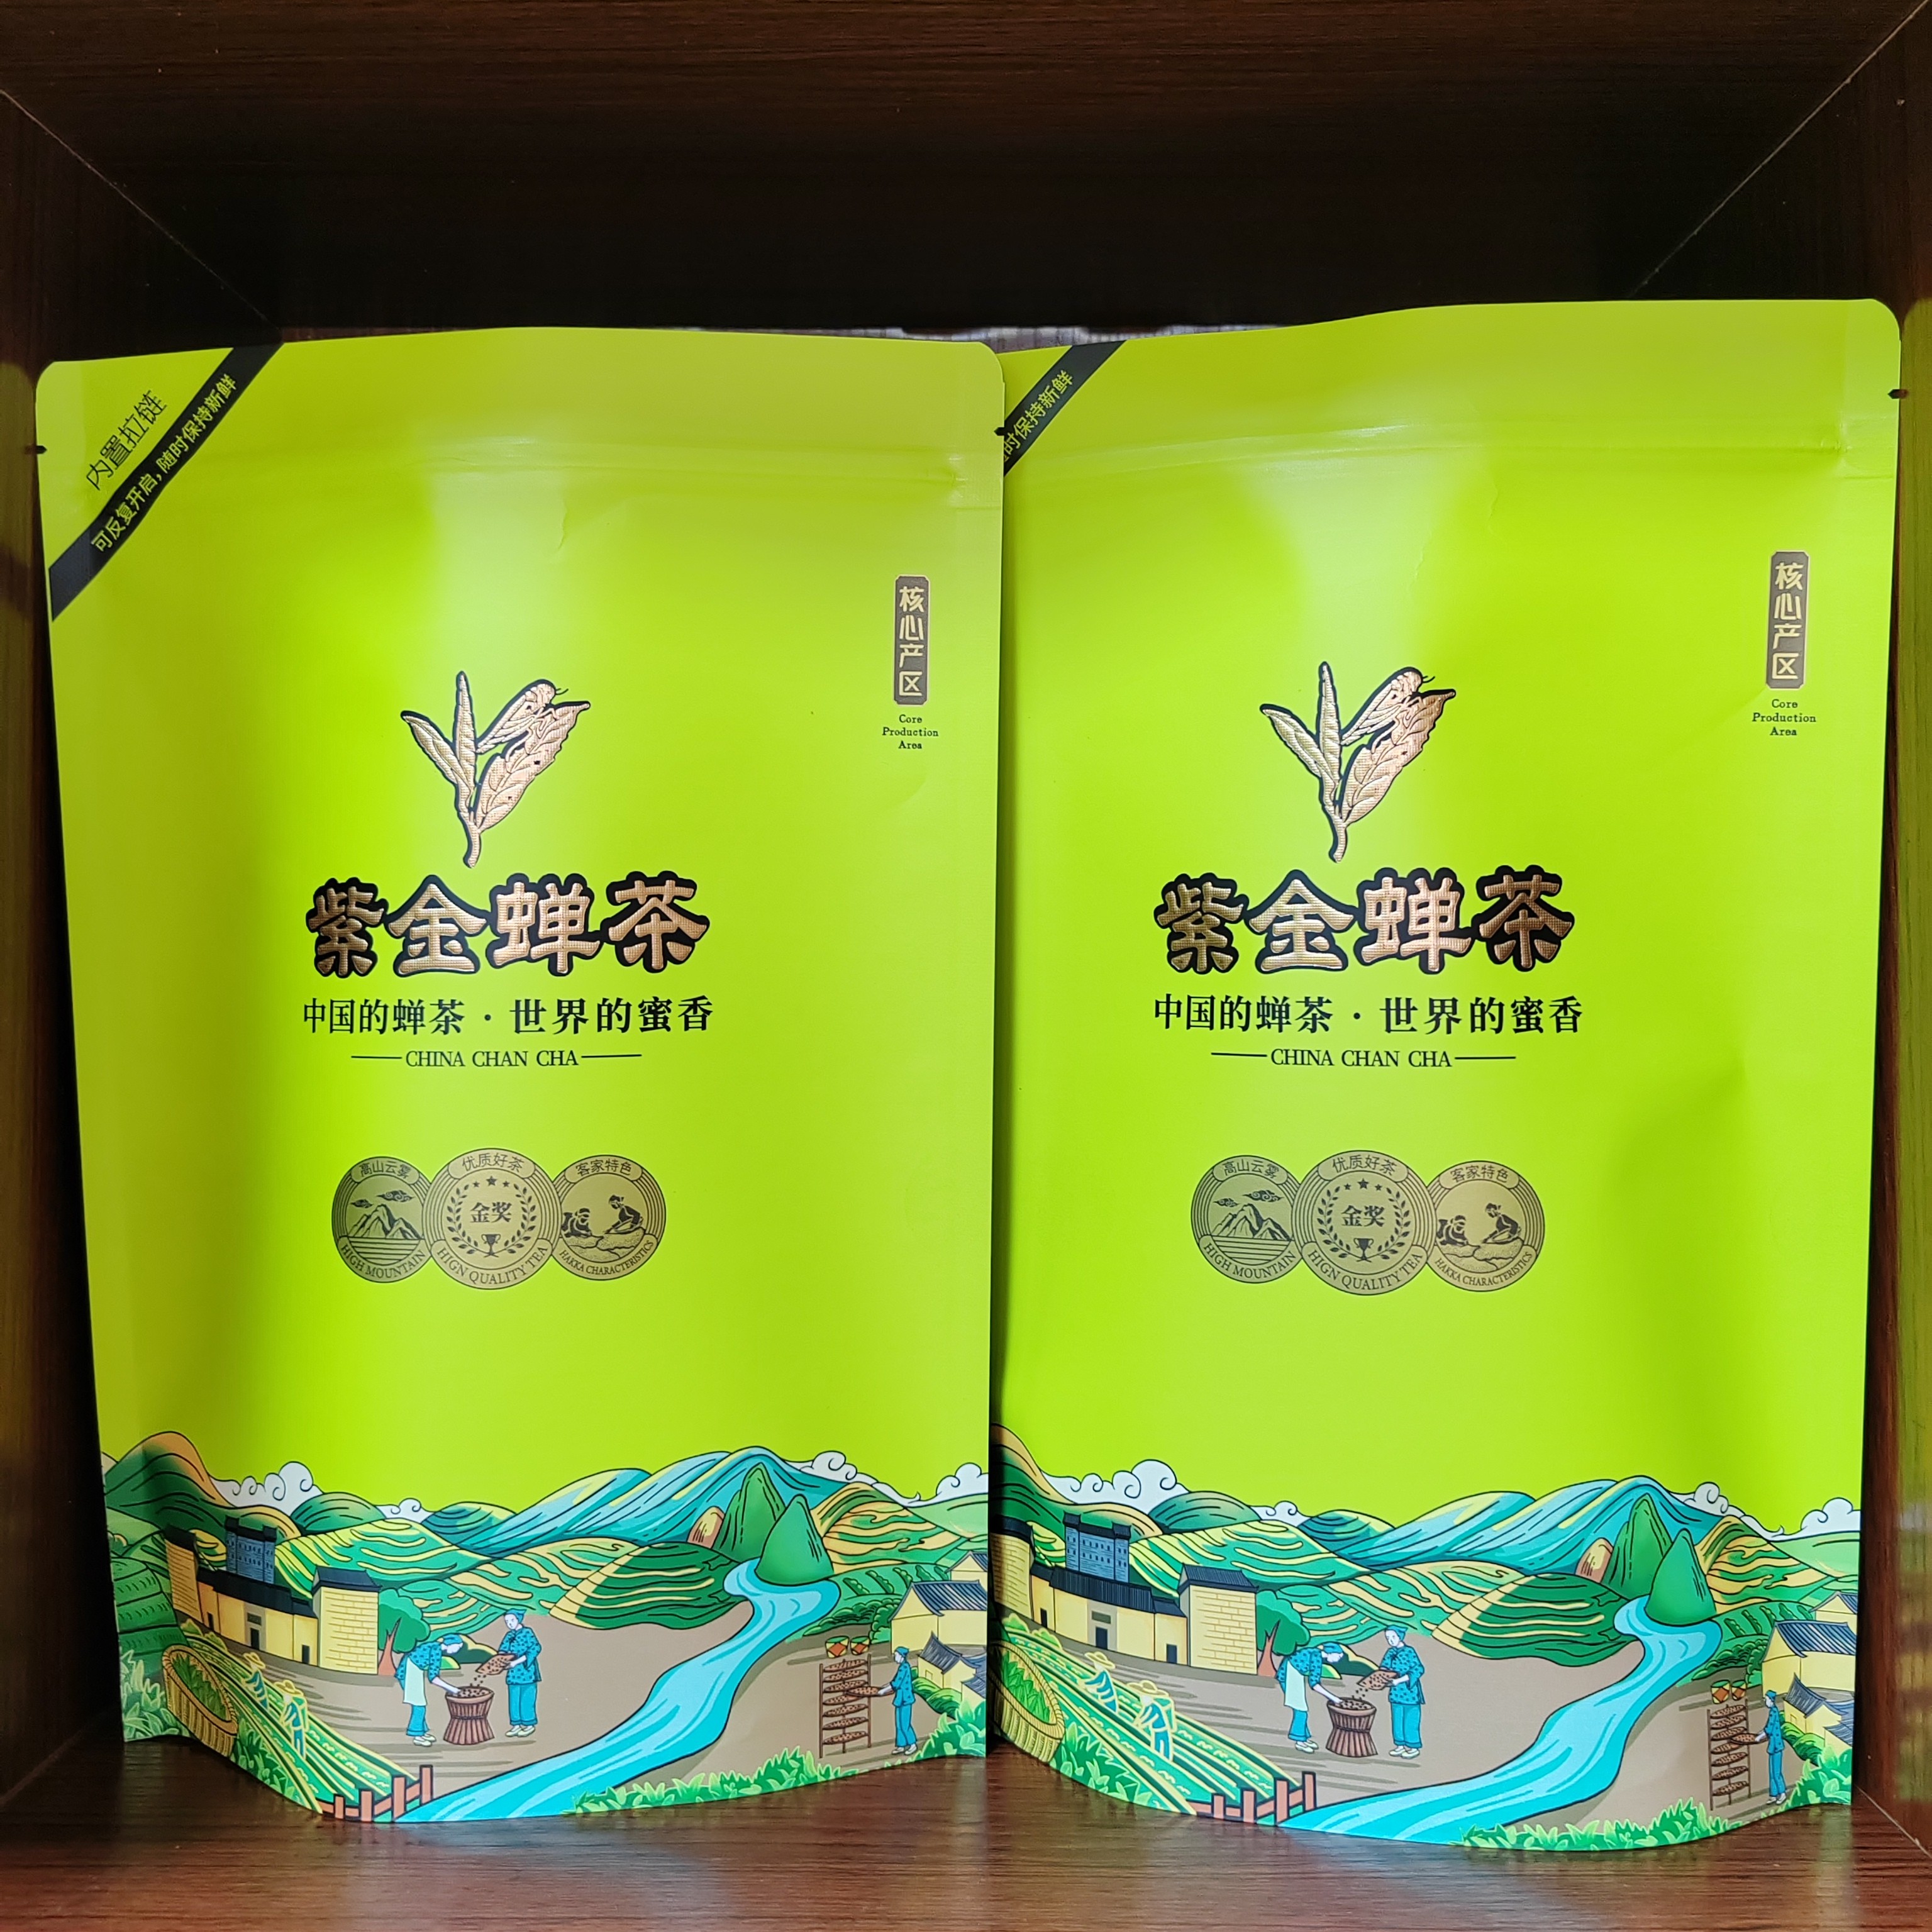 内置拉链
可反复开启,随时保持新鲜
核心产区
Core
Production
Area
紫金蝉茶
中国的蝉茶·世界的蜜香
CHINA CHAN CHA
高山云雾
HIGH MOUNTAIN
优质好茶
金奖
HIGN QUALITY TEA
客家特色
HAKKA CHARACTERISTICS
时保持新鲜
核心产区
Core
Production
Area
紫金蝉茶
中国的蝉茶·世界的蜜香
CHINA CHAN CHA
高山云雾
HIGH MOUNTAIN
优质好茶
金奖
HIGN QUALITY TEA
客家特色
HAKKA CHARACTERISTICS